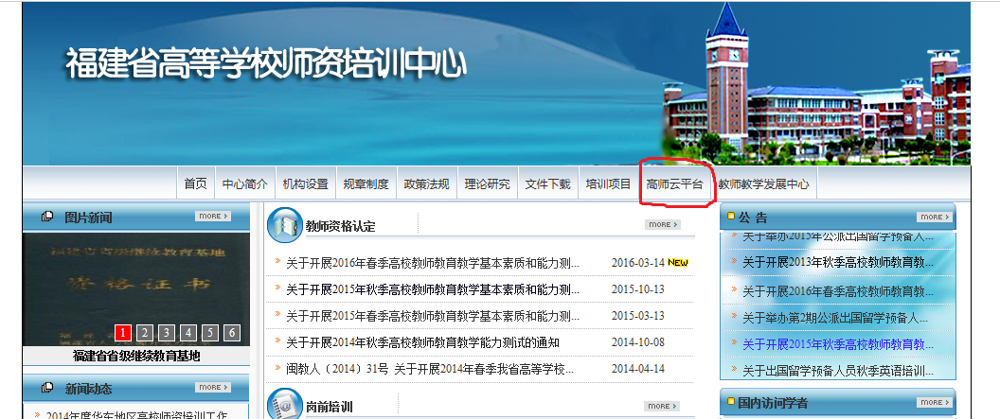 福建省高等学校师资培训中心
首页 中心简介 机构设置 规章制度 政策法规 理论研究 文件下载 培训项目 高师云平台 教师教学发展中心
图片新闻 MORE
福建省省级继续教育基地
资格证书
1 2 3 4 5 6
福建省省级继续教育基地
新闻动态 MORE
2014年度华东地区高校师资培训工作
教师资格认定 MORE
关于开展2016年春季高校教师教育教学基本素质和能力测... 2016-03-14 NEW
关于开展2015年秋季高校教师教育教学基本素质和能力测... 2015-10-13
关于开展2015年春季高校教师教育教学基本素质和能力测... 2015-03-13
关于开展2014年秋季高校教师教育教学能力测试的通知 2014-10-08
闽教人（2014）31号 关于开展2014年春季我省高等学校... 2014-04-14
岗前培训 MORE
公 告 MORE
关于举办2015年公派出国留学预备人...
关于开展2013年秋季高校教师教育教...
关于开展2016年春季高校教师教育教...
关于举办第2期公派出国留学预备人...
关于开展2015年秋季高校教师教育教...
关于出国留学预备人员秋季英语培训...
国内访问学者 MORE